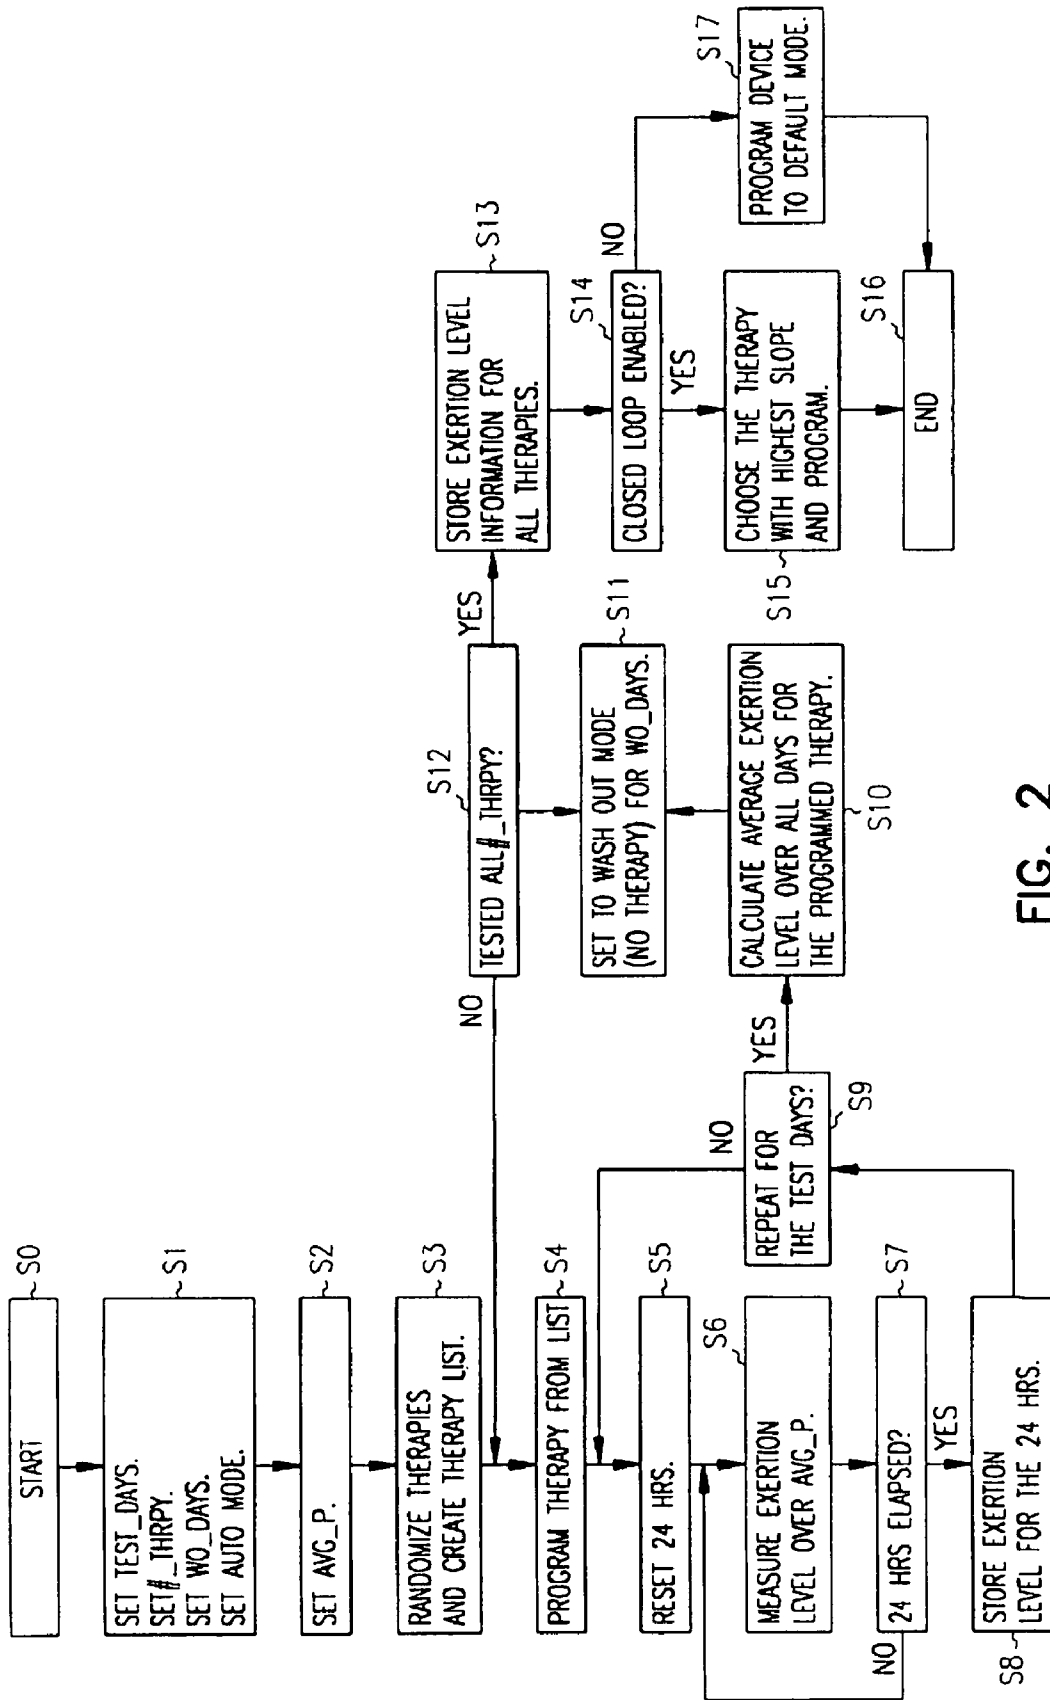 START
S0
SET TEST_DAYS.
SET#_THRPY.
SET WO_DAYS.
SET AUTO MODE.
S1
SET AVG_P.
S2
RANDOMIZE THERAPIES
AND CREATE THERAPY LIST.
S3
PROGRAM THERAPY FROM LIST
S4
RESET 24 HRS.
S5
MEASURE EXERTION
LEVEL OVER AVG_P.
S6
24 HRS ELAPSED?
S7
NO
YES
STORE EXERTION
LEVEL FOR THE 24 HRS.
S8
REPEAT FOR
THE TEST DAYS?
S9
NO
YES
CALCULATE AVERAGE EXERTION
LEVEL OVER ALL DAYS FOR
THE PROGRAMMED THERAPY.
S10
SET TO WASH OUT MODE
(NO THERAPY) FOR WO_DAYS.
S11
TESTED ALL#_THRPY?
S12
NO
YES
STORE EXERTION LEVEL
INFORMATION FOR
ALL THERAPIES.
S13
CLOSED LOOP ENABLED?
S14
NO
YES
CHOOSE THE THERAPY
WITH HIGHEST SLOPE
AND PROGRAM.
S15
END
S16
PROGRAM DEVICE
TO DEFAULT MODE.
S17
FIG. 2